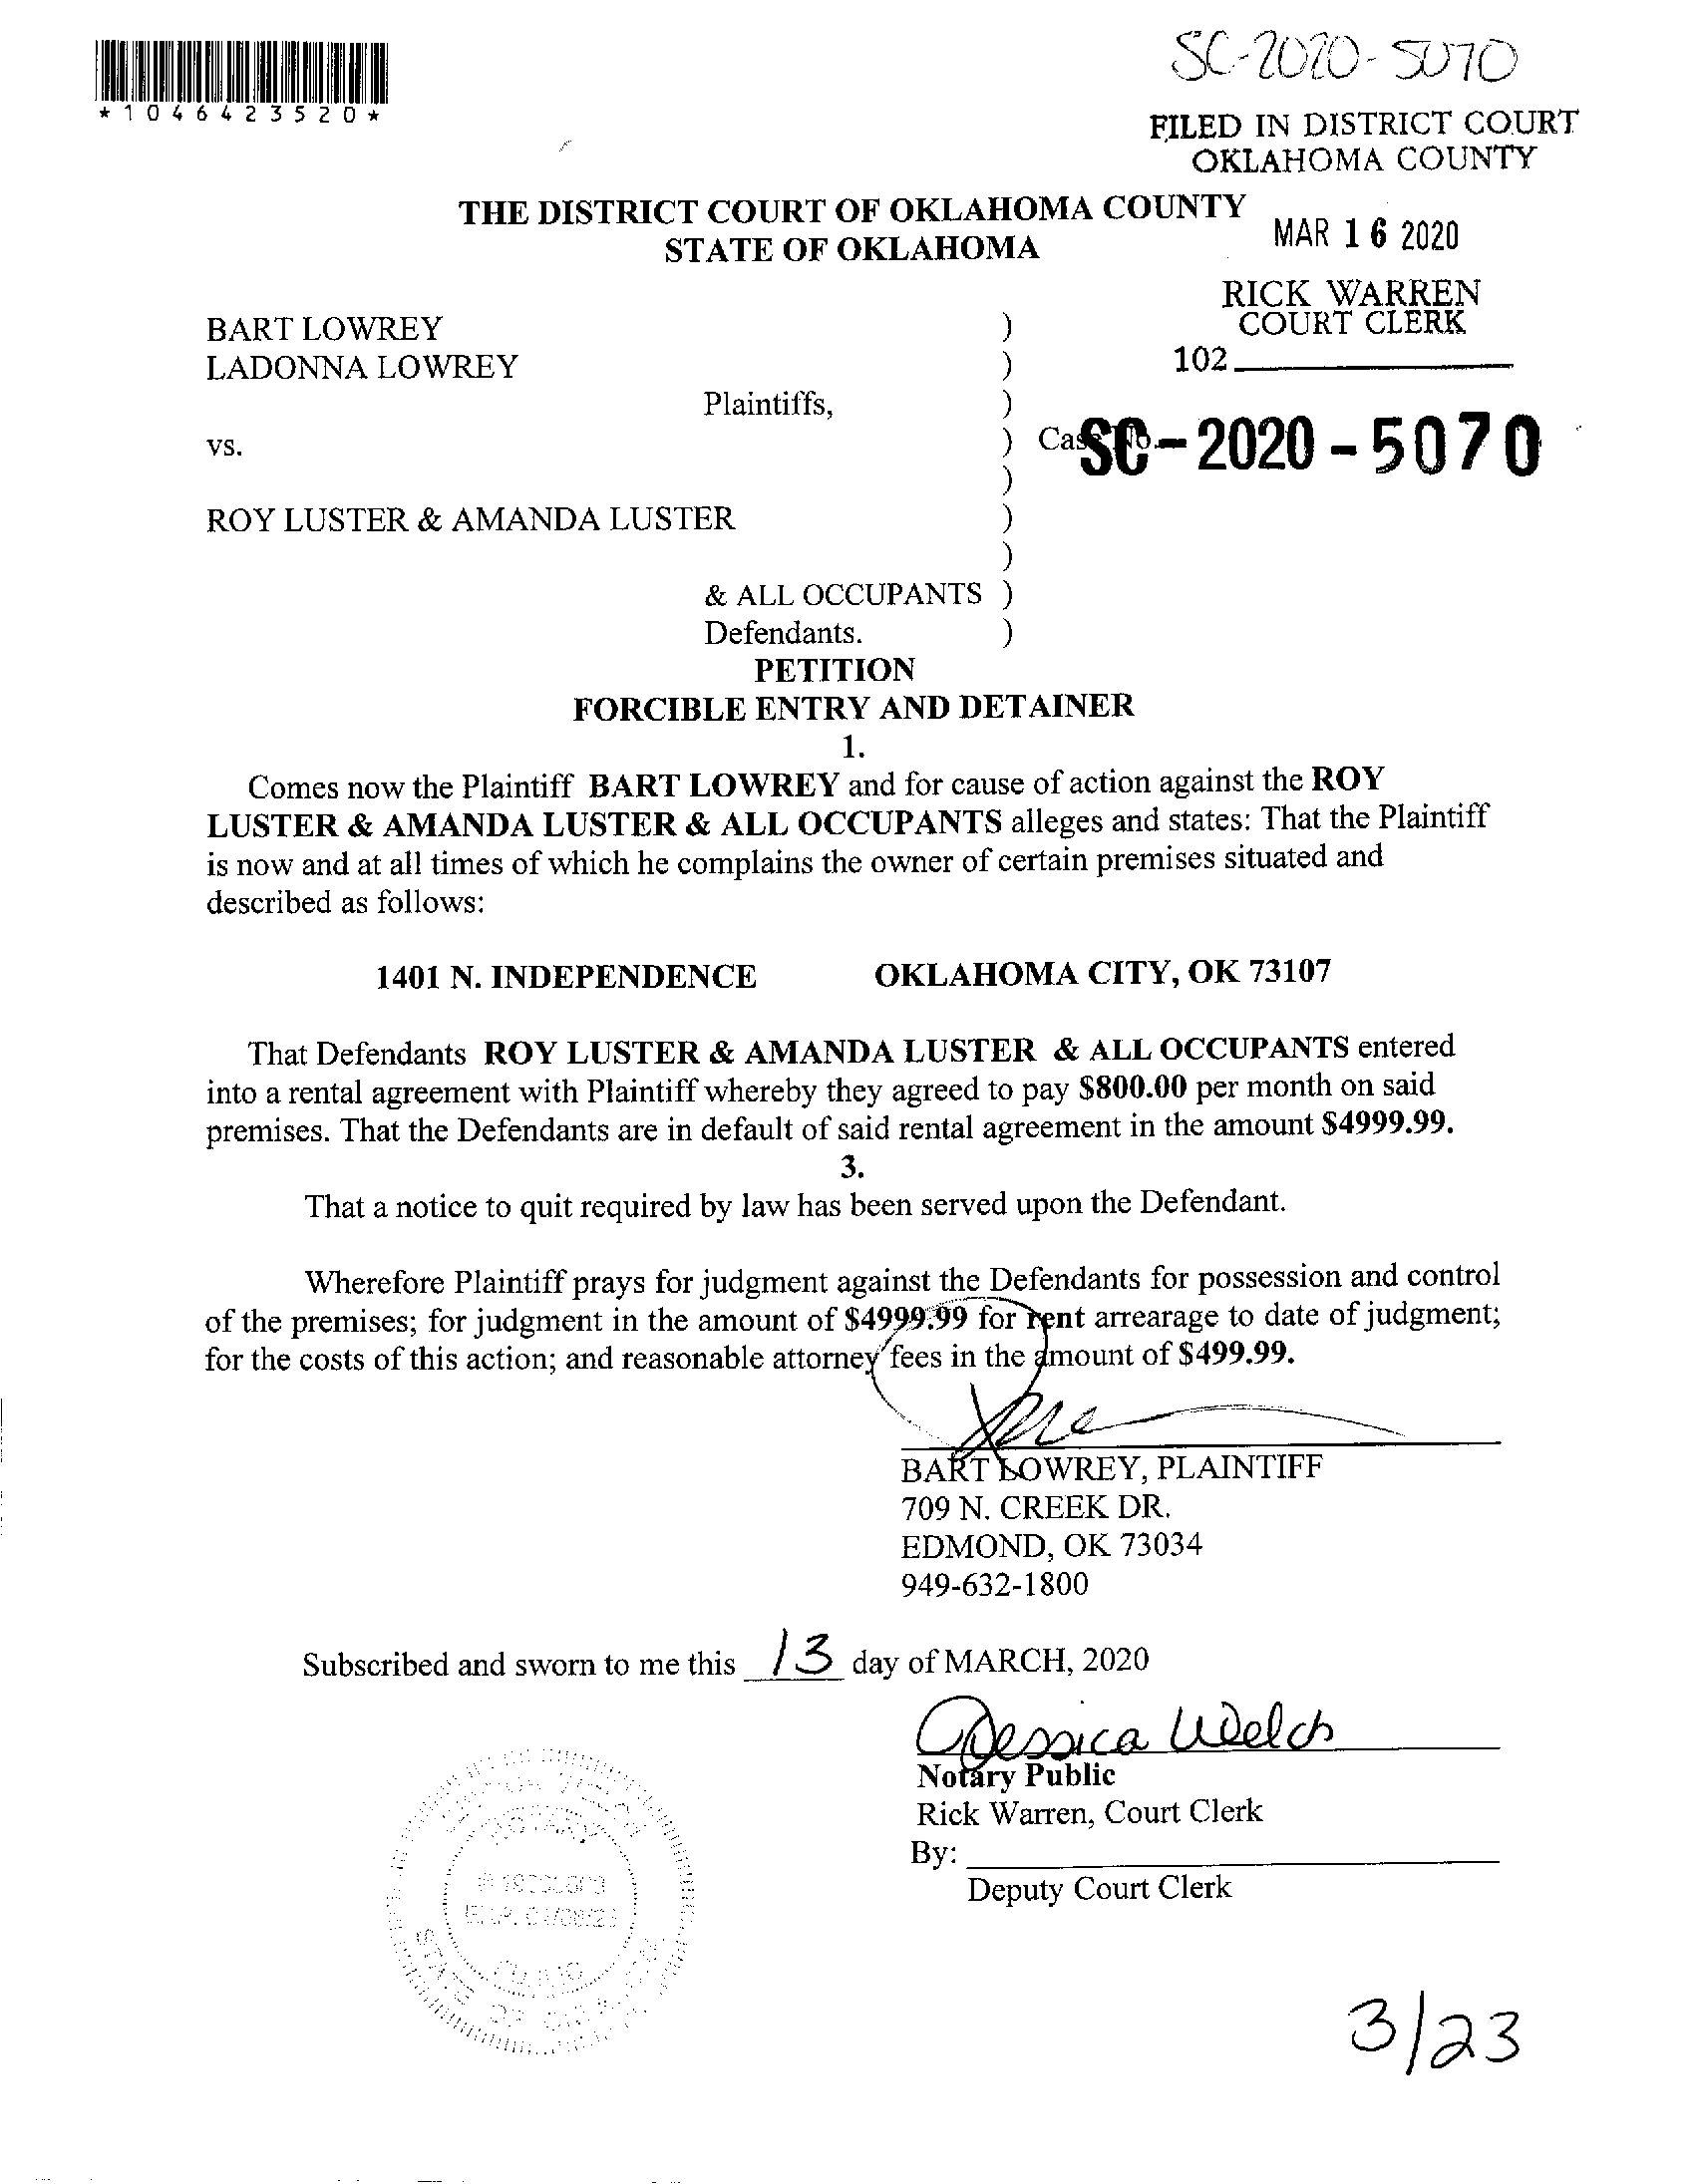 SC-2020-5070
*1046423520*
FILED IN DISTRICT COURT
OKLAHOMA COUNTY
THE DISTRICT COURT OF OKLAHOMA COUNTY
STATE OF OKLAHOMA
MAR 16 2020
RICK WARREN
COURT CLERK
102
BART LOWREY )
LADONNA LOWREY )
Plaintiffs, )
vs. ) Case No. SC-2020-5070
)
ROY LUSTER & AMANDA LUSTER )
)
& ALL OCCUPANTS )
Defendants. )
PETITION
FORCIBLE ENTRY AND DETAINER
1.
Comes now the Plaintiff BART LOWREY and for cause of action against the ROY
LUSTER & AMANDA LUSTER & ALL OCCUPANTS alleges and states: That the Plaintiff
is now and at all times of which he complains the owner of certain premises situated and
described as follows:
1401 N. INDEPENDENCE OKLAHOMA CITY, OK 73107
That Defendants ROY LUSTER & AMANDA LUSTER & ALL OCCUPANTS entered
into a rental agreement with Plaintiff whereby they agreed to pay $800.00 per month on said
premises. That the Defendants are in default of said rental agreement in the amount $4999.99.
3.
That a notice to quit required by law has been served upon the Defendant.
Wherefore Plaintiff prays for judgment against the Defendants for possession and control
of the premises; for judgment in the amount of $4999.99 for rent arrearage to date of judgment;
for the costs of this action; and reasonable attorney fees in the amount of $499.99.
BART LOWREY, PLAINTIFF
709 N. CREEK DR.
EDMOND, OK 73034
949-632-1800
Subscribed and sworn to me this 13 day of MARCH, 2020
Jessica Welch
Notary Public
Rick Warren, Court Clerk
By:
Deputy Court Clerk
NOTARY
STATE OF
3/23